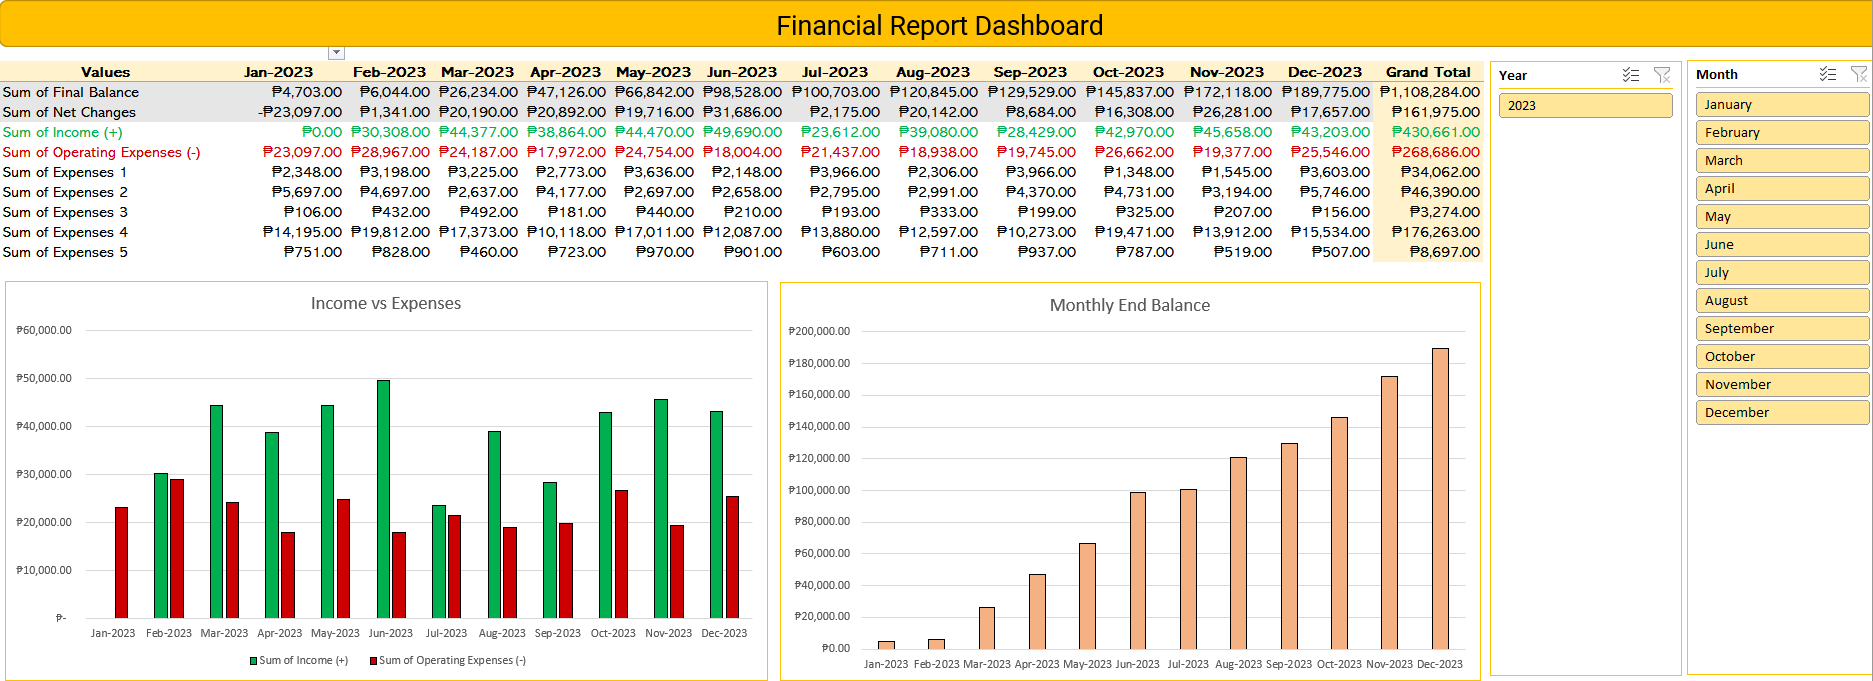 Financial Report Dashboard
Values Jan-2023 Feb-2023 Mar-2023 Apr-2023 May-2023 Jun-2023 Jul-2023 Aug-2023 Sep-2023 Oct-2023 Nov-2023 Dec-2023 Grand Total
Sum of Final Balance ₱4,703.00 ₱6,044.00 ₱26,234.00 ₱47,126.00 ₱66,842.00 ₱98,528.00 ₱100,703.00 ₱120,845.00 ₱129,529.00 ₱145,837.00 ₱172,118.00 ₱189,775.00 ₱1,108,284.00
Sum of Net Changes -₱23,097.00 ₱1,341.00 ₱20,190.00 ₱20,892.00 ₱19,716.00 ₱31,686.00 ₱2,175.00 ₱20,142.00 ₱8,684.00 ₱16,308.00 ₱26,281.00 ₱17,657.00 ₱161,975.00
Sum of Income (+) ₱0.00 ₱30,308.00 ₱44,377.00 ₱38,864.00 ₱44,470.00 ₱49,690.00 ₱23,612.00 ₱39,080.00 ₱28,429.00 ₱42,970.00 ₱45,658.00 ₱43,203.00 ₱430,661.00
Sum of Operating Expenses (-) ₱23,097.00 ₱28,967.00 ₱24,187.00 ₱17,972.00 ₱24,754.00 ₱18,004.00 ₱21,437.00 ₱18,938.00 ₱19,745.00 ₱26,662.00 ₱19,377.00 ₱25,546.00 ₱268,686.00
Sum of Expenses 1 ₱2,348.00 ₱3,198.00 ₱3,225.00 ₱2,773.00 ₱3,636.00 ₱2,148.00 ₱3,966.00 ₱2,306.00 ₱3,966.00 ₱1,348.00 ₱1,545.00 ₱3,603.00 ₱34,062.00
Sum of Expenses 2 ₱5,697.00 ₱4,697.00 ₱2,637.00 ₱4,177.00 ₱2,697.00 ₱2,658.00 ₱2,795.00 ₱2,991.00 ₱4,370.00 ₱4,731.00 ₱3,194.00 ₱5,746.00 ₱46,390.00
Sum of Expenses 3 ₱106.00 ₱432.00 ₱492.00 ₱181.00 ₱440.00 ₱210.00 ₱193.00 ₱333.00 ₱199.00 ₱325.00 ₱207.00 ₱156.00 ₱3,274.00
Sum of Expenses 4 ₱14,195.00 ₱19,812.00 ₱17,373.00 ₱10,118.00 ₱17,011.00 ₱12,087.00 ₱13,880.00 ₱12,597.00 ₱10,273.00 ₱19,471.00 ₱13,912.00 ₱15,534.00 ₱176,263.00
Sum of Expenses 5 ₱751.00 ₱828.00 ₱460.00 ₱723.00 ₱970.00 ₱901.00 ₱603.00 ₱711.00 ₱937.00 ₱787.00 ₱519.00 ₱507.00 ₱8,697.00
Income vs Expenses
₱60,000.00
₱50,000.00
₱40,000.00
₱30,000.00
₱20,000.00
₱10,000.00
₱-
Jan-2023 Feb-2023 Mar-2023 Apr-2023 May-2023 Jun-2023 Jul-2023 Aug-2023 Sep-2023 Oct-2023 Nov-2023 Dec-2023
Sum of Income (+) Sum of Operating Expenses (-)
Monthly End Balance
₱200,000.00
₱180,000.00
₱160,000.00
₱140,000.00
₱120,000.00
₱100,000.00
₱80,000.00
₱60,000.00
₱40,000.00
₱20,000.00
₱0.00
Jan-2023 Feb-2023 Mar-2023 Apr-2023 May-2023 Jun-2023 Jul-2023 Aug-2023 Sep-2023 Oct-2023 Nov-2023 Dec-2023
Year
2023
Month
January
February
March
April
May
June
July
August
September
October
November
December